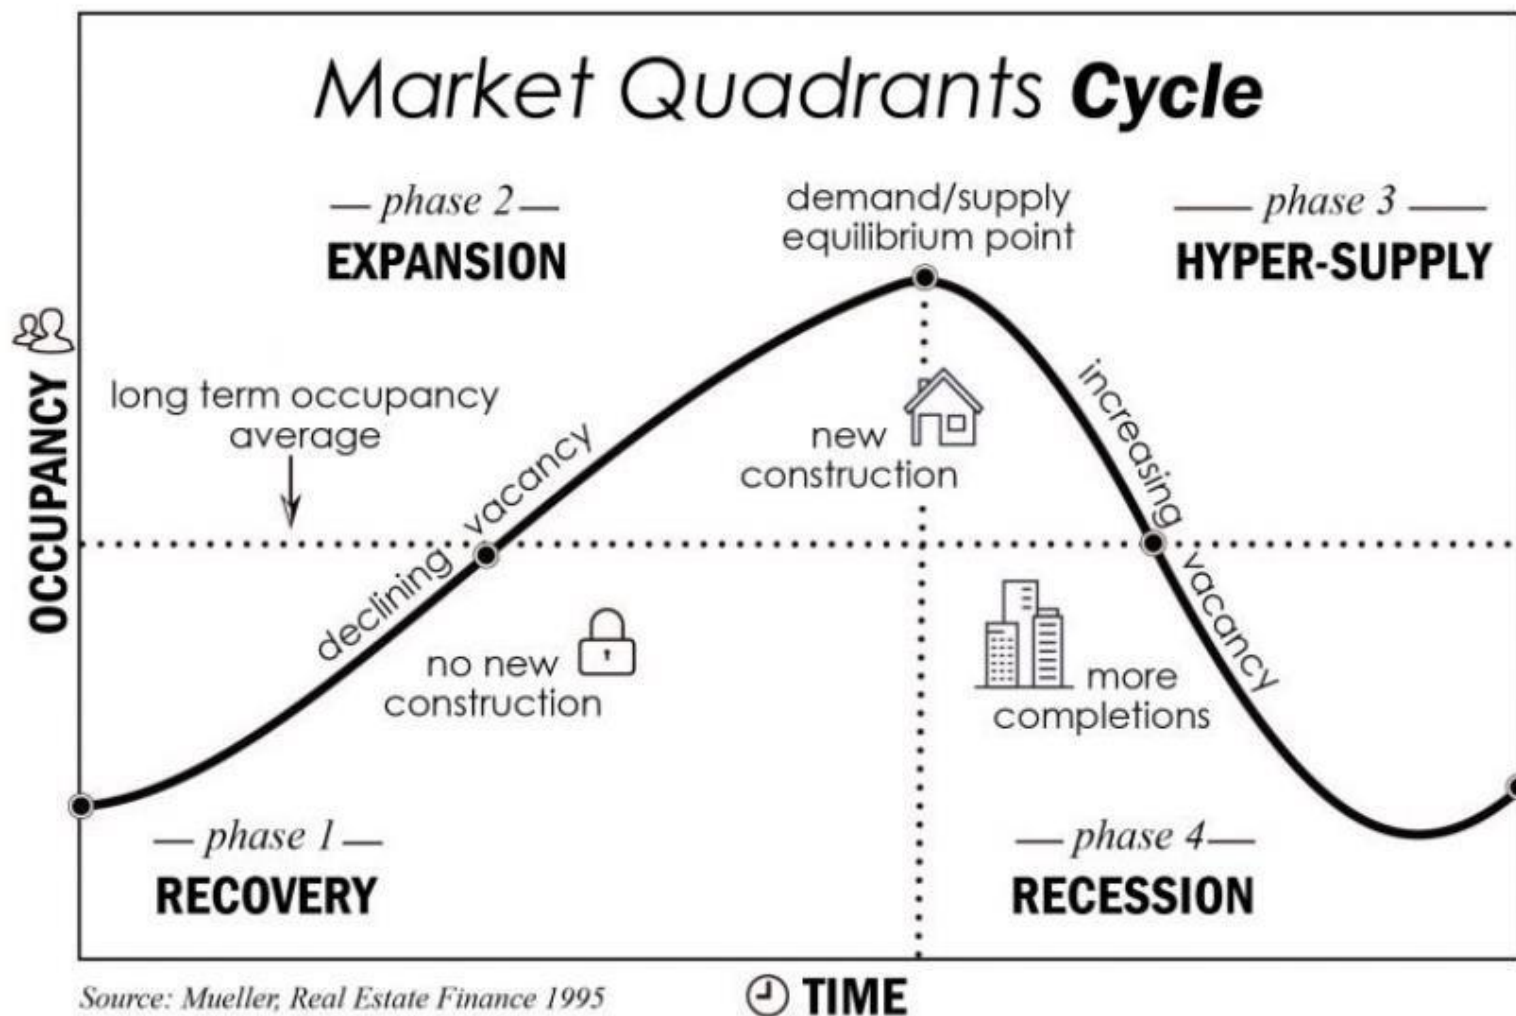 Market Quadrants Cycle
phase 2
EXPANSION
demand/supply
equilibrium point
phase 3
HYPER-SUPPLY
OCCUPANCY
long term occupancy
average
declining vacancy
new
construction
increasing vacancy
no new
construction
more
completions
phase 1
RECOVERY
phase 4
RECESSION
Source: Mueller, Real Estate Finance 1995
TIME